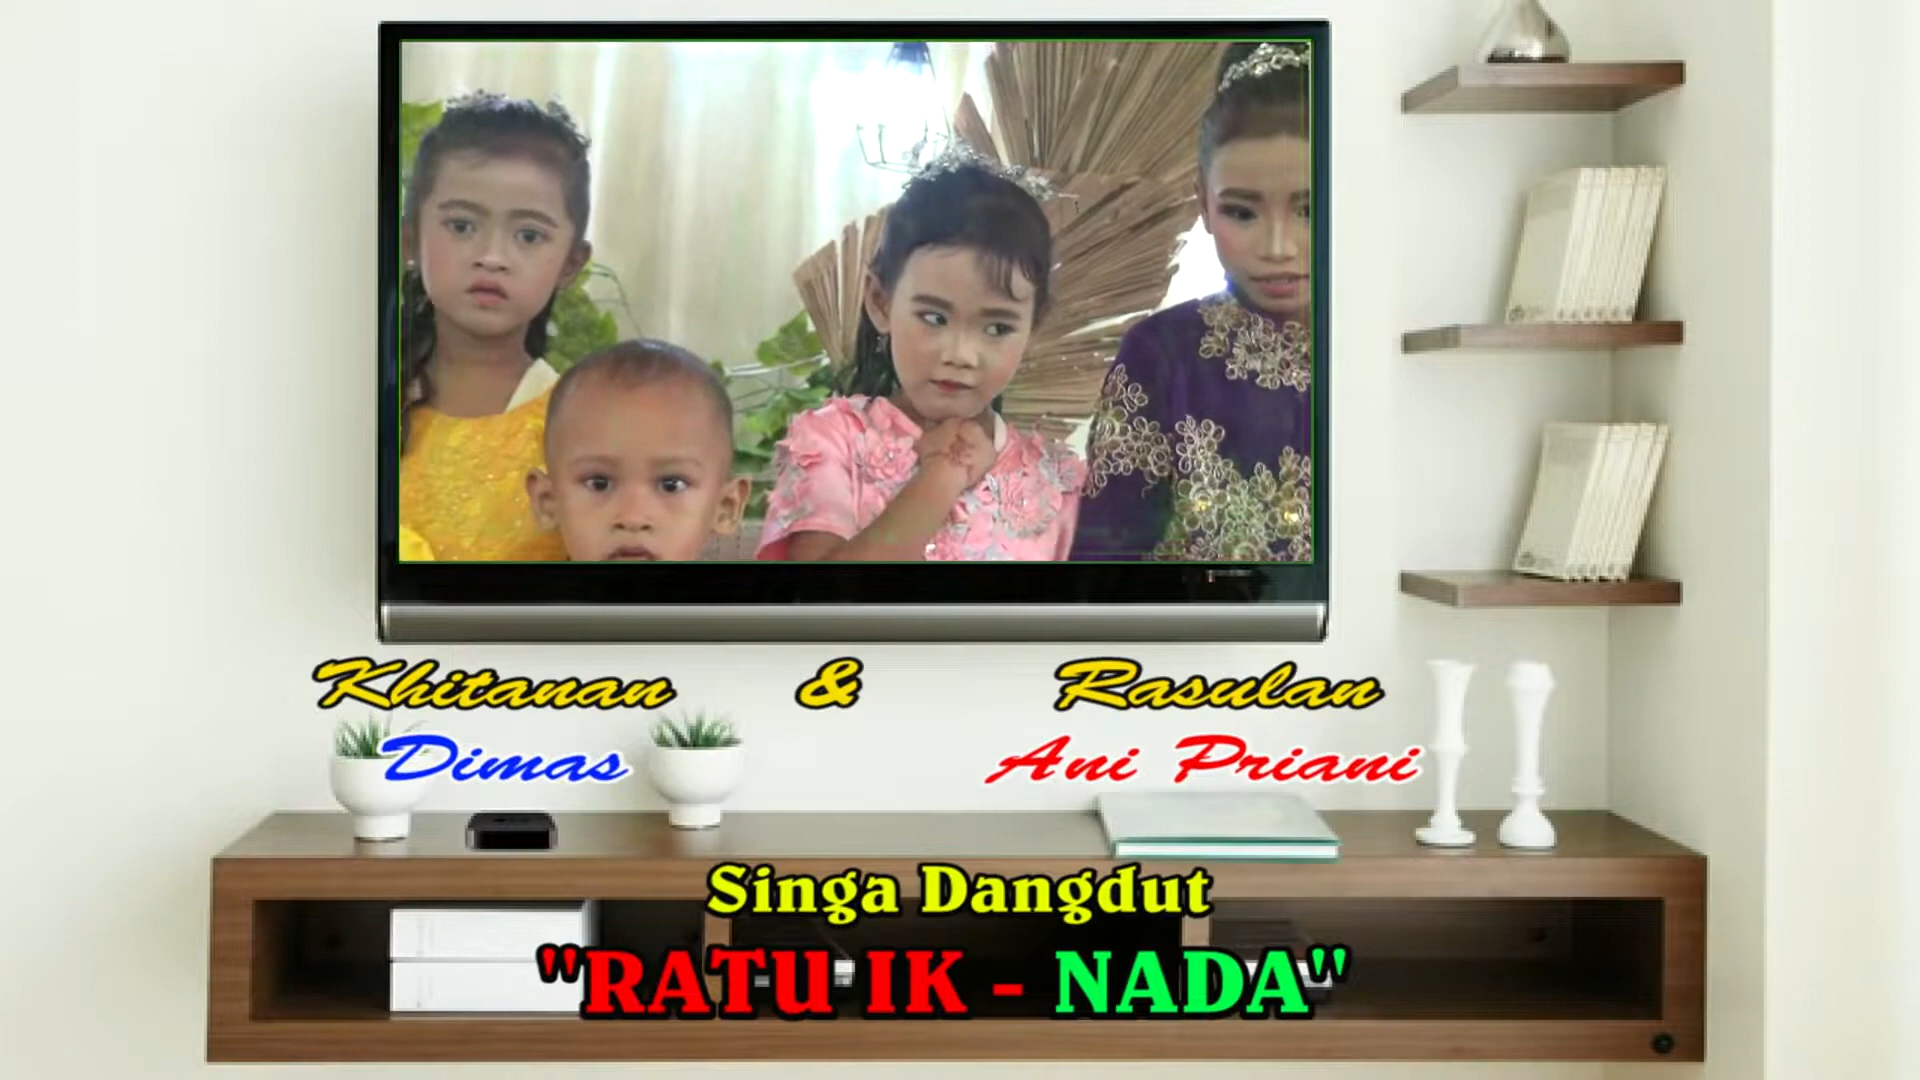 Khitanan & Rasulan
Dimas Ani Priani
Singa Dangdut
"RATU IK - NADA"